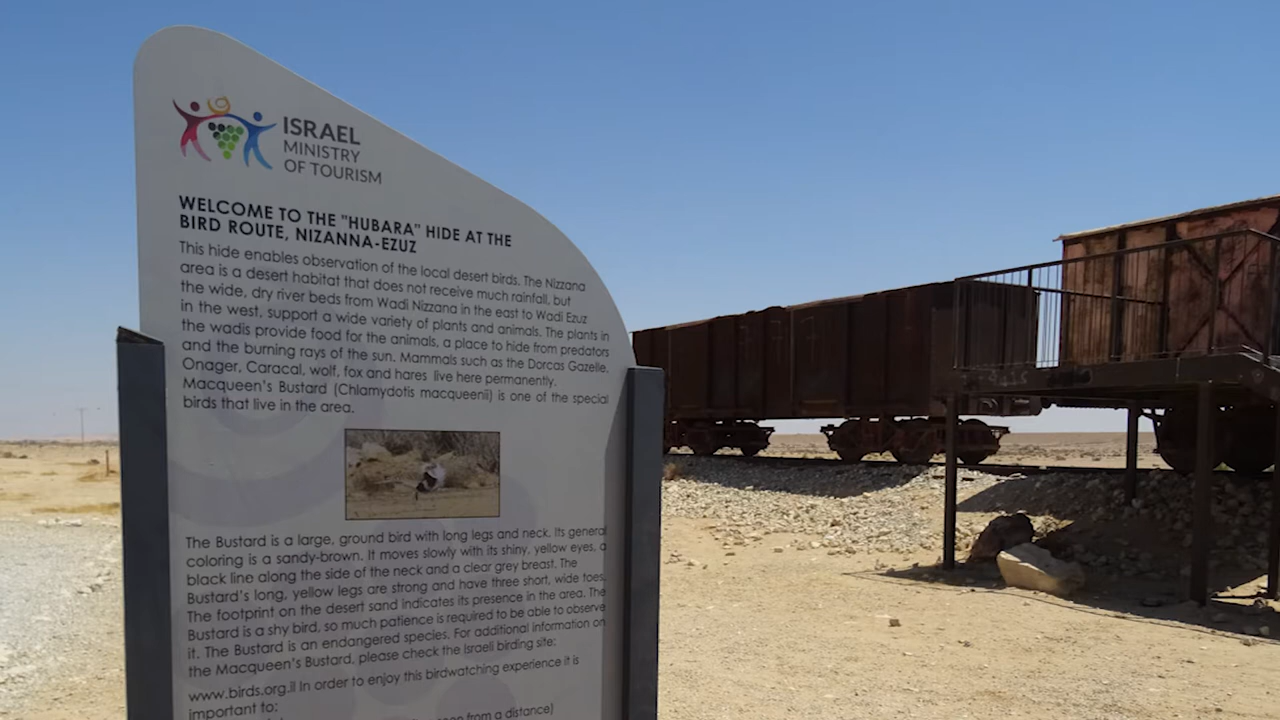 ISRAEL
MINISTRY
OF TOURISM
WELCOME TO THE "HUBARA" HIDE AT THE
BIRD ROUTE, NIZANNA-EZUZ
This hide enables observation of the local desert birds. The Nizzana
area is a desert habitat that does not receive much rainfall, but
the wide, dry river beds from Wadi Nizzana in the east to Wadi Ezuz
in the west, support a wide variety of plants and animals. The plants in
the wadis provide food for the animals, a place to hide from predators
and the burning rays of the sun. Mammals such as the Dorcas Gazelle,
Onager, Caracal, wolf, fox and hares live here permanently.
Macqueen's Bustard (Chlamydotis macqueenii) is one of the special
birds that live in the area.
The Bustard is a large, ground bird with long legs and neck. Its general
coloring is a sandy-brown. It moves slowly with its shiny, yellow eyes, a
black line along the side of the neck and a clear grey breast. The
Bustard's long, yellow legs are strong and have three short, wide toes.
The footprint on the desert sand indicates its presence in the area. The
Bustard is a shy bird, so much patience is required to be able to observe
it. The Bustard is an endangered species. For additional information on
the Macqueen's Bustard, please check the Israeli birding site:
www.birds.org.il In order to enjoy this birdwatching experience it is
important to:
from a distance)